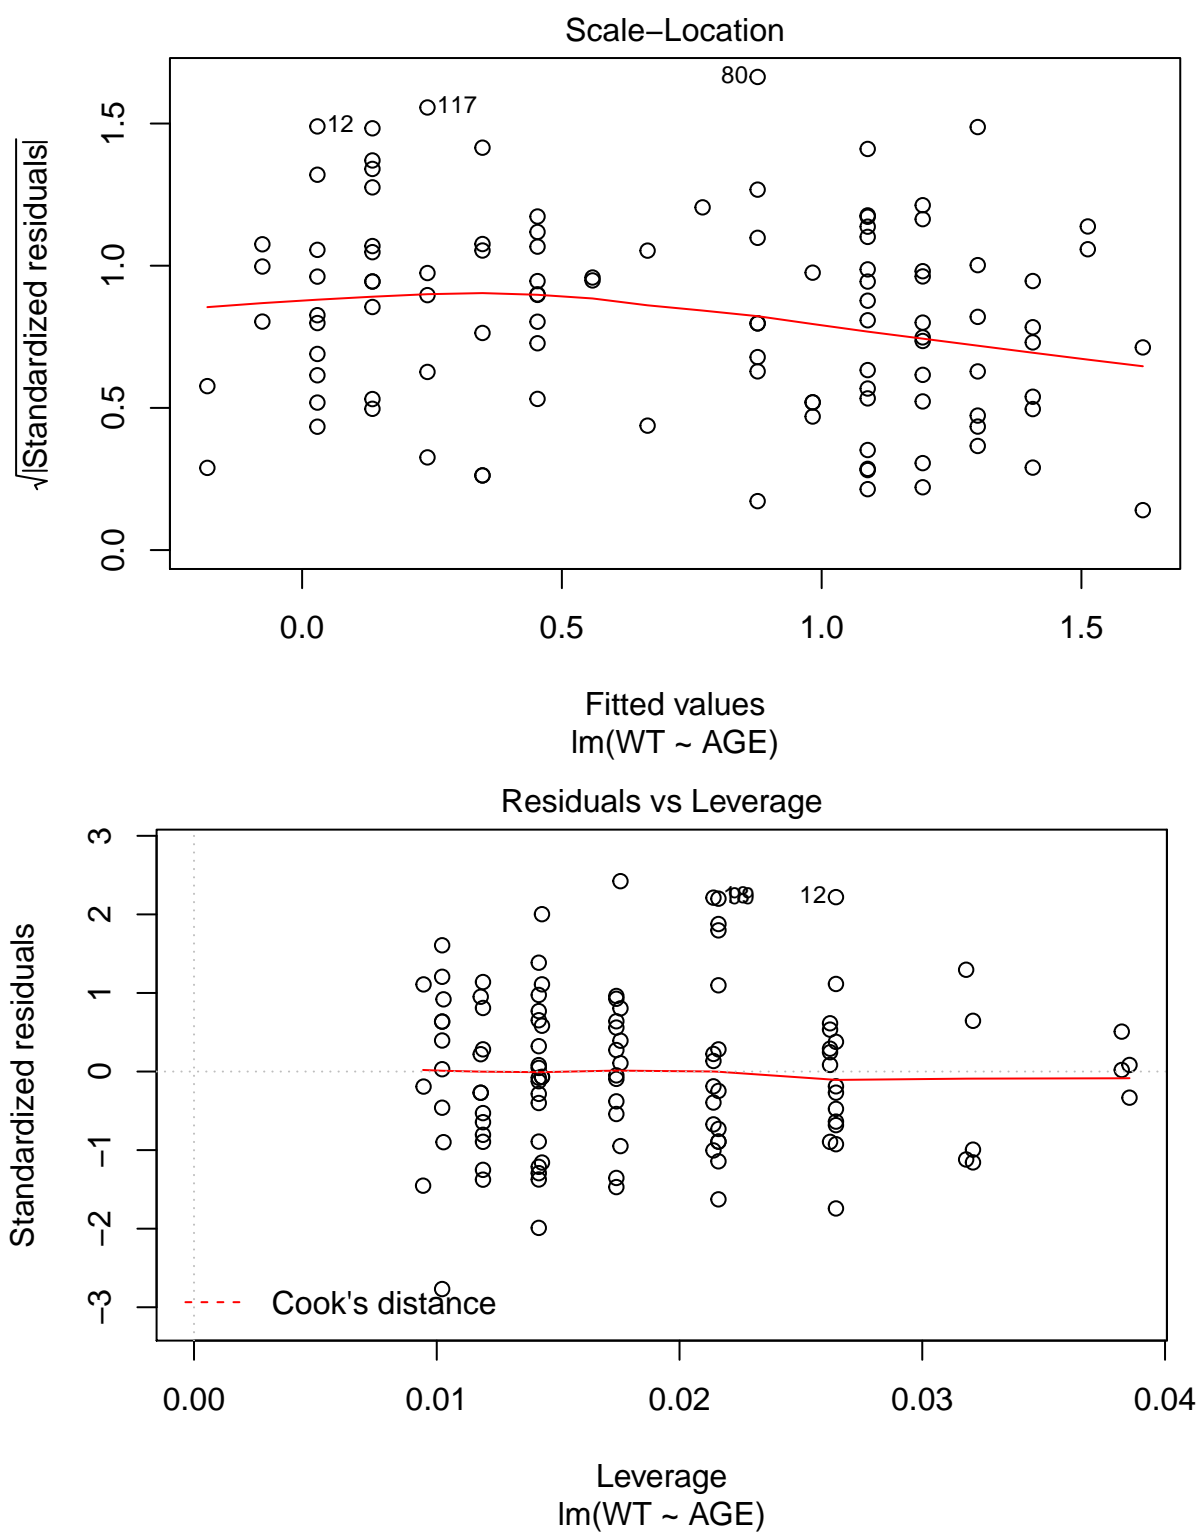 Scale−Location
√|Standardized residuals|
1.5
1.0
0.5
0.0
80
117
12
0.0 0.5 1.0 1.5
Fitted values
lm(WT ~ AGE)
Residuals vs Leverage
Standardized residuals
3
2
1
0
−1
−2
−3
12
Cook's distance
0.00 0.01 0.02 0.03 0.04
Leverage
lm(WT ~ AGE)